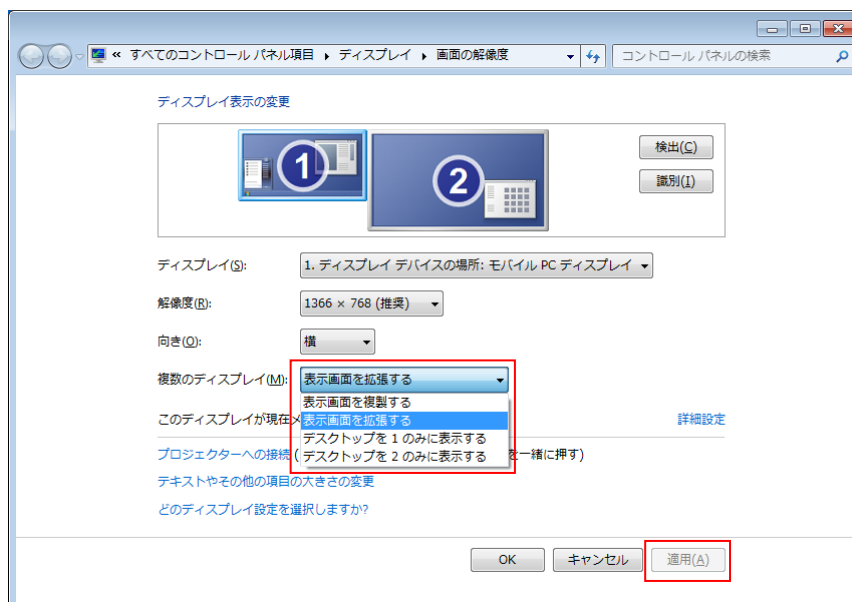 « すべてのコントロール パネル項目 ▸ ディスプレイ ▸ 画面の解像度
コントロール パネルの検索
ディスプレイ表示の変更
1
2
検出(C)
識別(I)
ディスプレイ(S):
1. ディスプレイ デバイスの場所: モバイル PC ディスプレイ
解像度(R):
1366 × 768 (推奨)
向き(O):
横
複数のディスプレイ(M):
表示画面を拡張する
表示画面を複製する
このディスプレイが現在
表示画面を拡張する
詳細設定
デスクトップを 1 のみに表示する
プロジェクターへの接続 (
デスクトップを 2 のみに表示する
を一緒に押す)
テキストやその他の項目の大きさの変更
どのディスプレイ設定を選択しますか?
OK
キャンセル
適用(A)